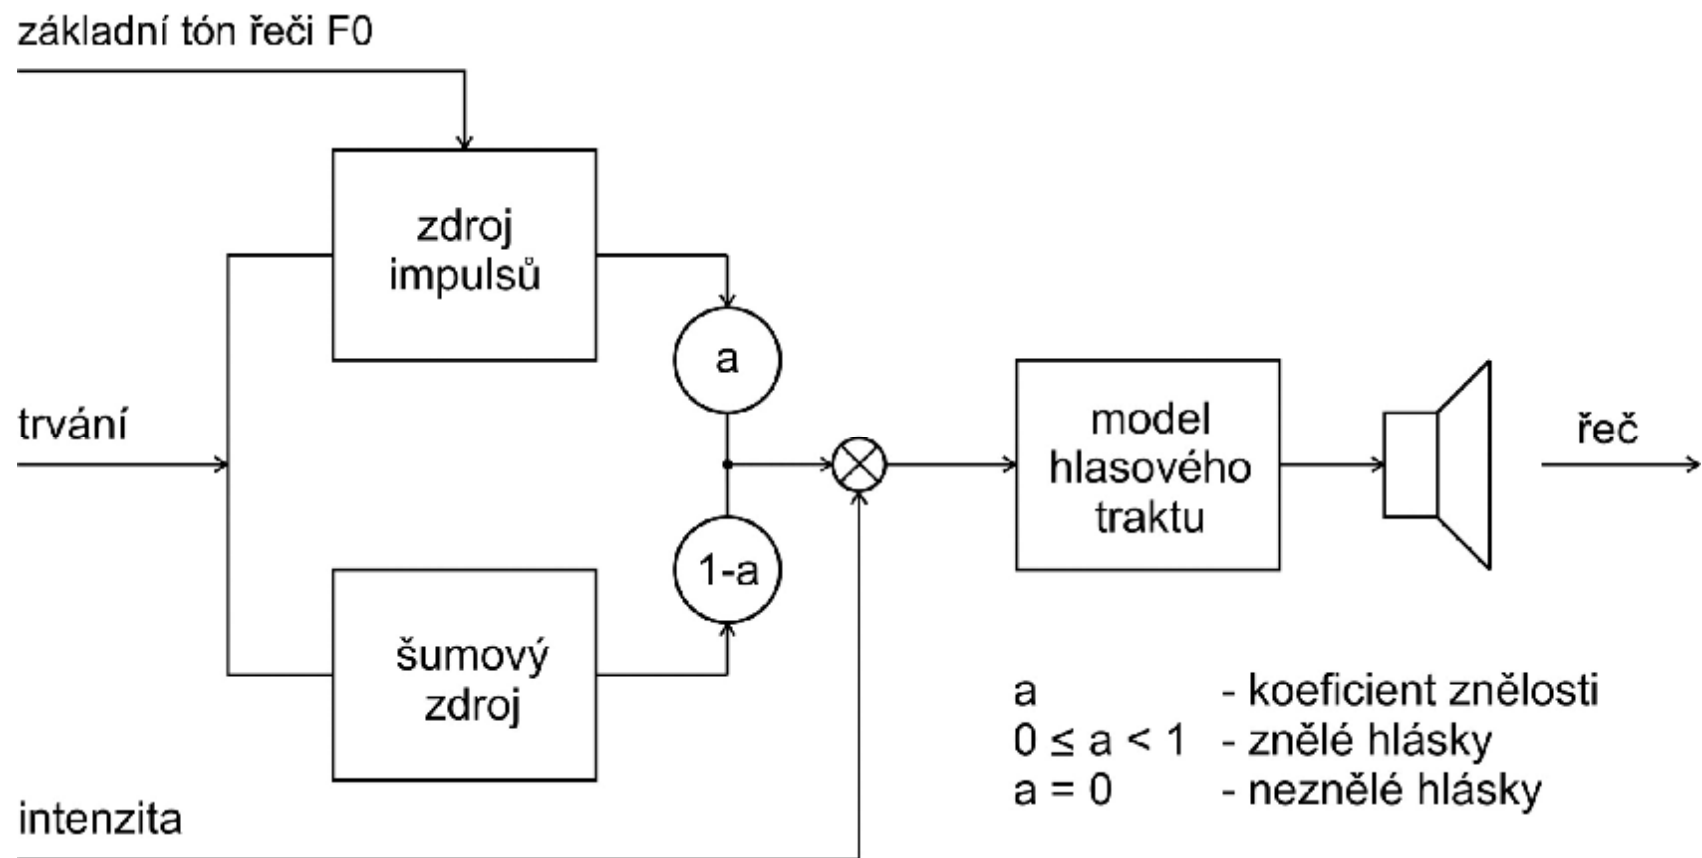 základní tón řeči F0
zdroj
impulsů
a
trvání
model
hlasového
traktu
řeč
1-a
šumový
zdroj
a - koeficient znělosti
0 ≤ a < 1 - znělé hlásky
a = 0 - neznělé hlásky
intenzita